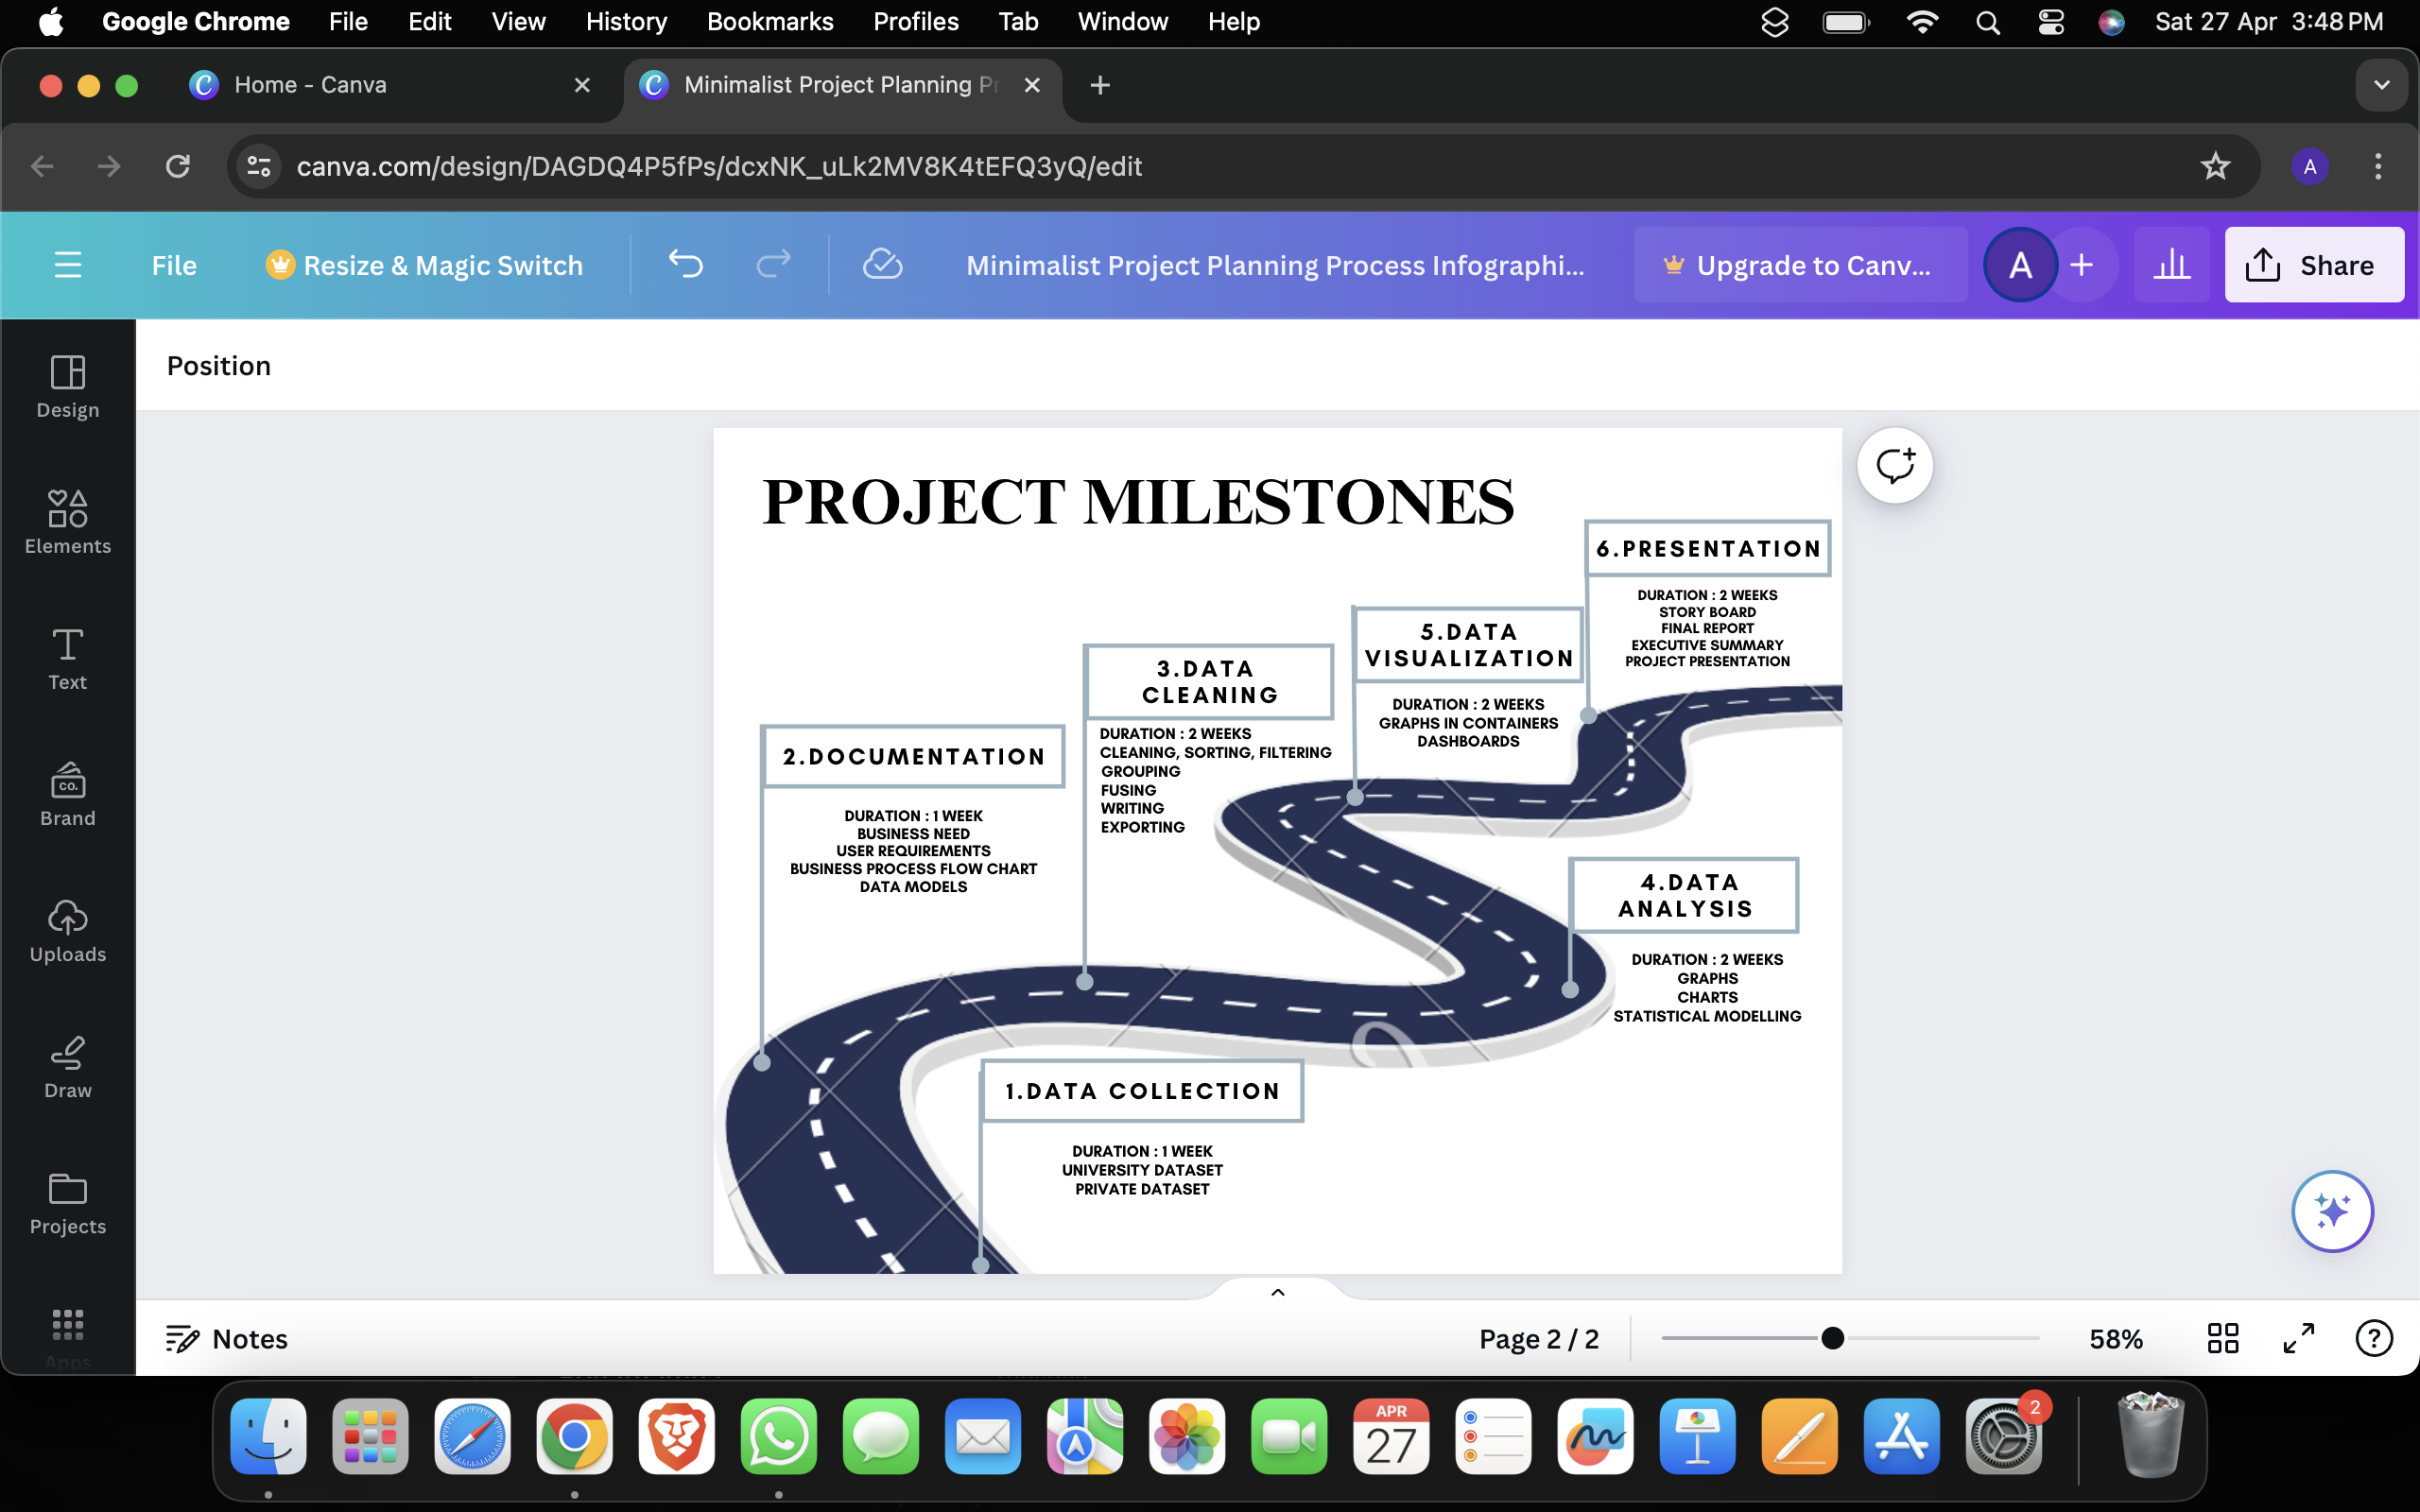 Google Chrome File Edit View History Bookmarks Profiles Tab Window Help Sat 27 Apr 3:48 PM
Home - Canva
Minimalist Project Planning Pr
canva.com/design/DAGDQ4P5fPs/dcxNK_uLk2MV8K4tEFQ3yQ/edit
A
File
Resize & Magic Switch
Minimalist Project Planning Process Infographi...
Upgrade to Canv...
A
Share
Position
Design
Elements
Text
CO.
Brand
Uploads
Draw
Projects
Apps
PROJECT MILESTONES
6.PRESENTATION
DURATION : 2 WEEKS
STORY BOARD
FINAL REPORT
EXECUTIVE SUMMARY
PROJECT PRESENTATION
5.DATA
VISUALIZATION
DURATION : 2 WEEKS
GRAPHS IN CONTAINERS
DASHBOARDS
3.DATA
CLEANING
DURATION : 2 WEEKS
CLEANING, SORTING, FILTERING
GROUPING
FUSING
WRITING
EXPORTING
2.DOCUMENTATION
DURATION : 1 WEEK
BUSINESS NEED
USER REQUIREMENTS
BUSINESS PROCESS FLOW CHART
DATA MODELS
4.DATA
ANALYSIS
DURATION : 2 WEEKS
GRAPHS
CHARTS
STATISTICAL MODELLING
1.DATA COLLECTION
DURATION : 1 WEEK
UNIVERSITY DATASET
PRIVATE DATASET
Notes
Page 2 / 2
58%
?
APR
27
2